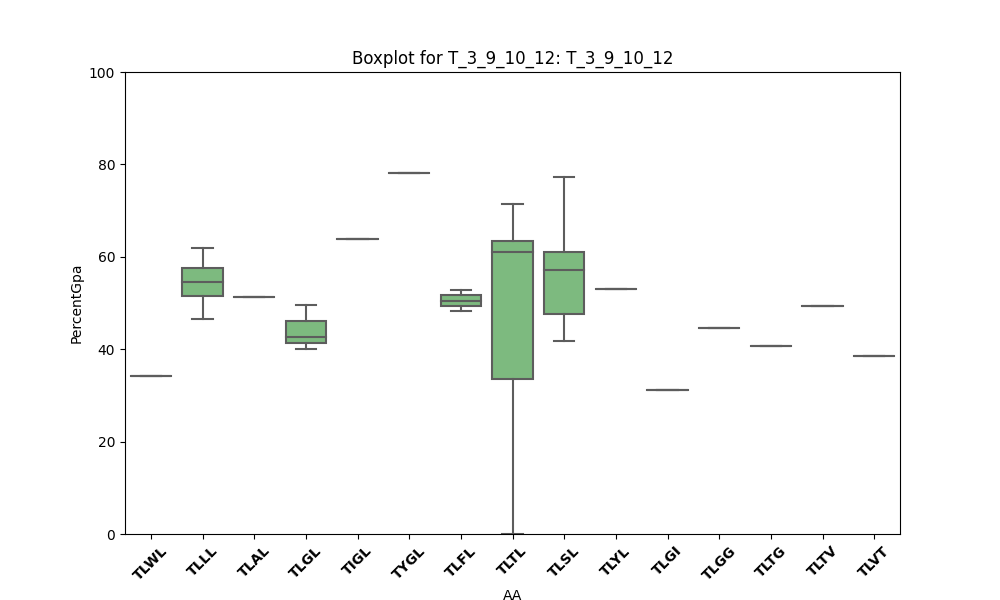 Boxplot for T_3_9_10_12: T_3_9_10_12
100
80
60
40
20
0
PercentGpa
TLWL
TLLL
TLAL
TLGL
TIGL
TYGL
TLFL
TLTL
TLSL
TLYL
TLGI
TLGG
TLTG
TLTV
TLVT
AA